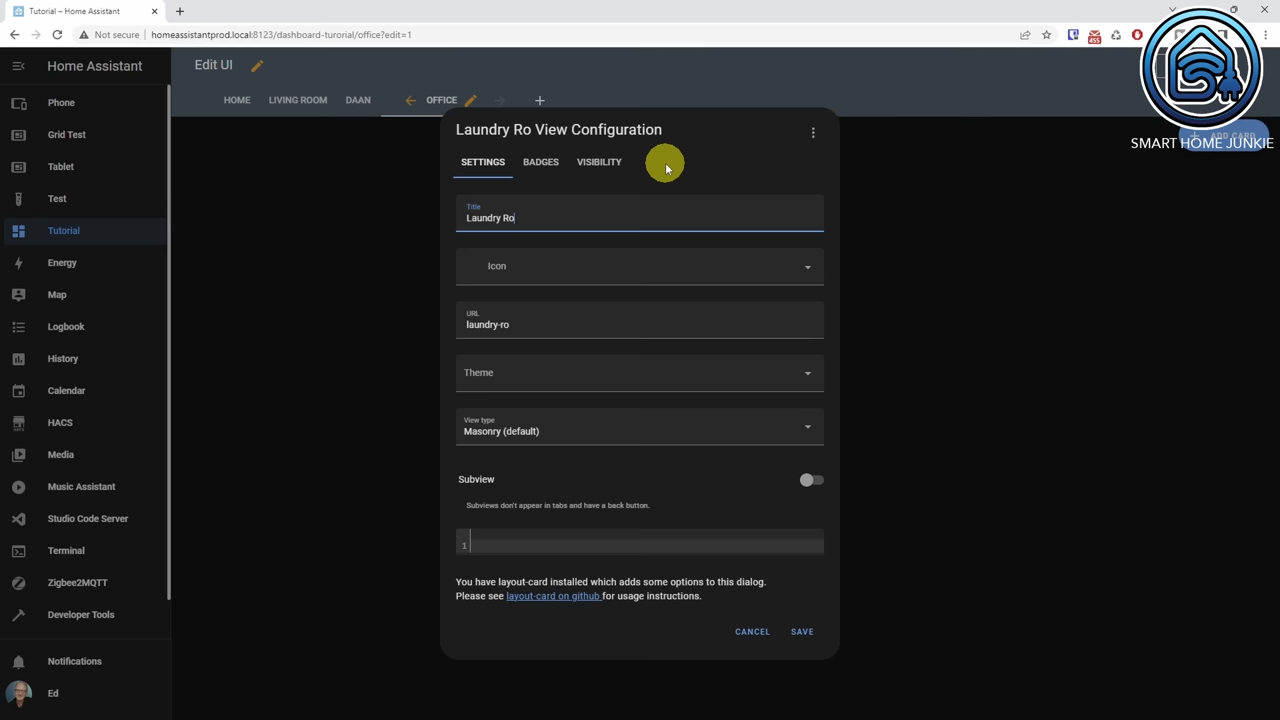 Tutorial – Home Assistant
Not secure
homeassistantprod.local:8123/dashboard-turorial/office?edit=1
455
Home Assistant
Edit UI
HOME
LIVING ROOM
DAAN
OFFICE
ADD CARD
SMART HOME JUNKIE
Phone
Grid Test
Tablet
Test
Tutorial
Energy
Map
Logbook
History
Calendar
HACS
Media
Music Assistant
Studio Code Server
Terminal
Zigbee2MQTT
Developer Tools
Notifications
Ed
Laundry Ro View Configuration
SETTINGS
BADGES
VISIBILITY
Title
Laundry Ro
Icon
URL
laundry-ro
Theme
View type
Masonry (default)
Subview
Subviews don't appear in tabs and have a back button.
1
You have layout-card installed which adds some options to this dialog.
Please see layout-card on github for usage instructions.
CANCEL
SAVE